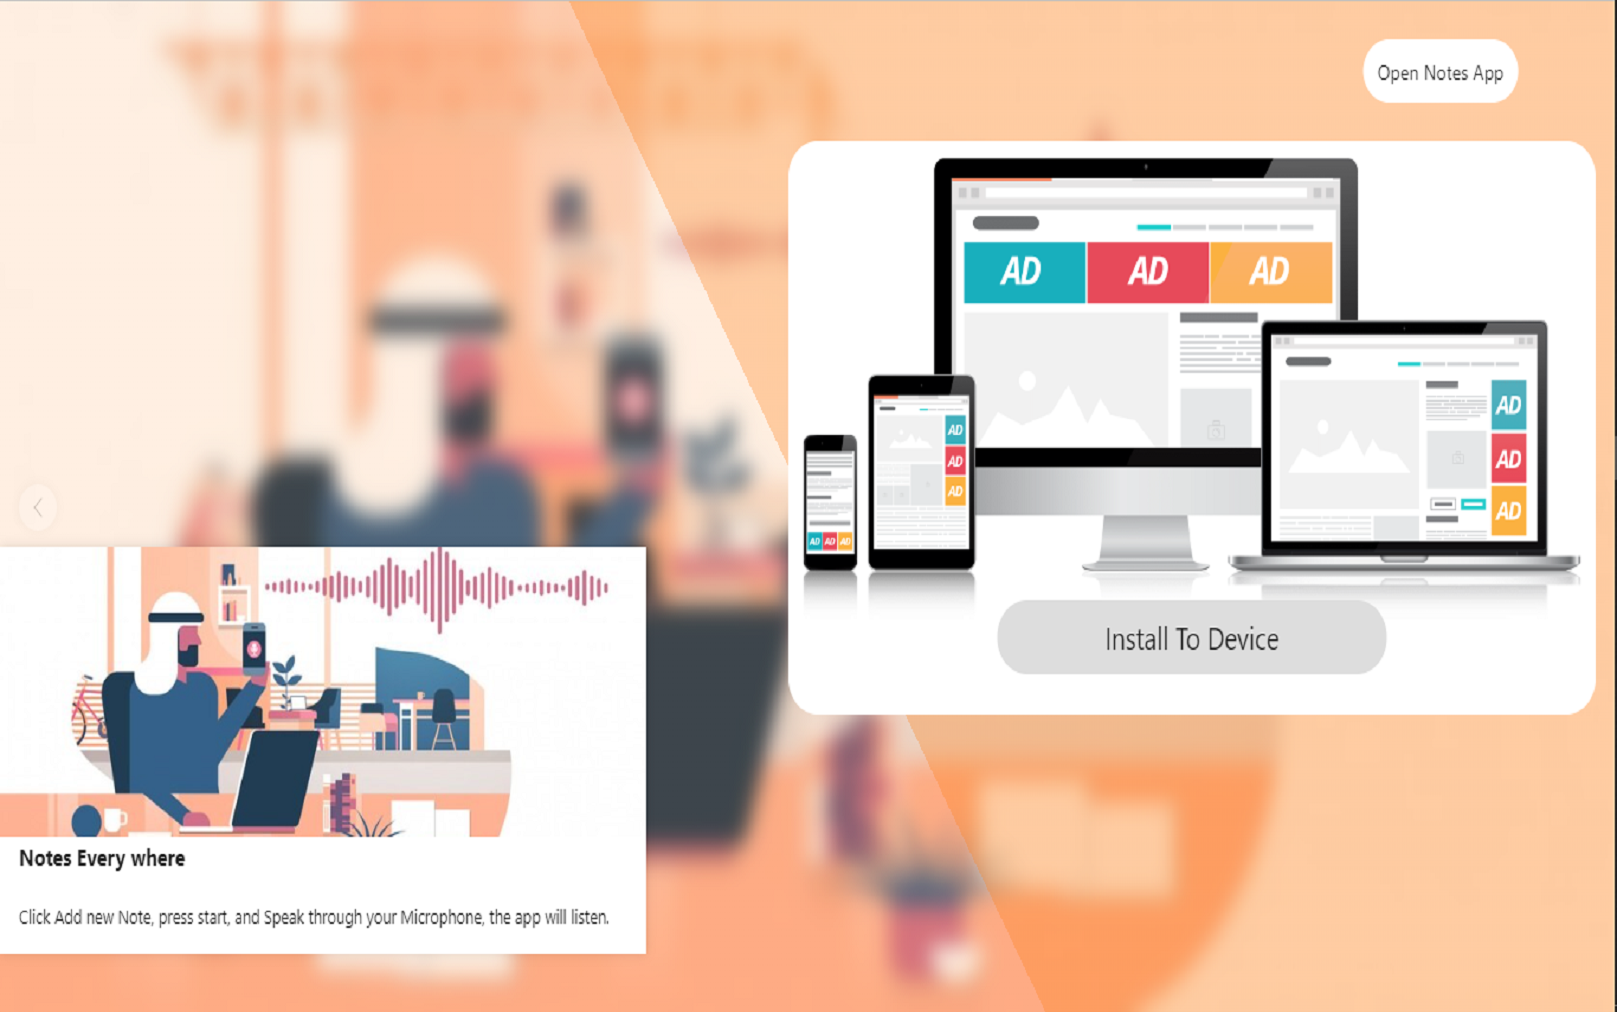 Open Notes App
AD AD AD
AD
AD
AD
AD
AD
AD
AD AD AD
Install To Device
Notes Every where
Click Add new Note, press start, and Speak through your Microphone, the app will listen.